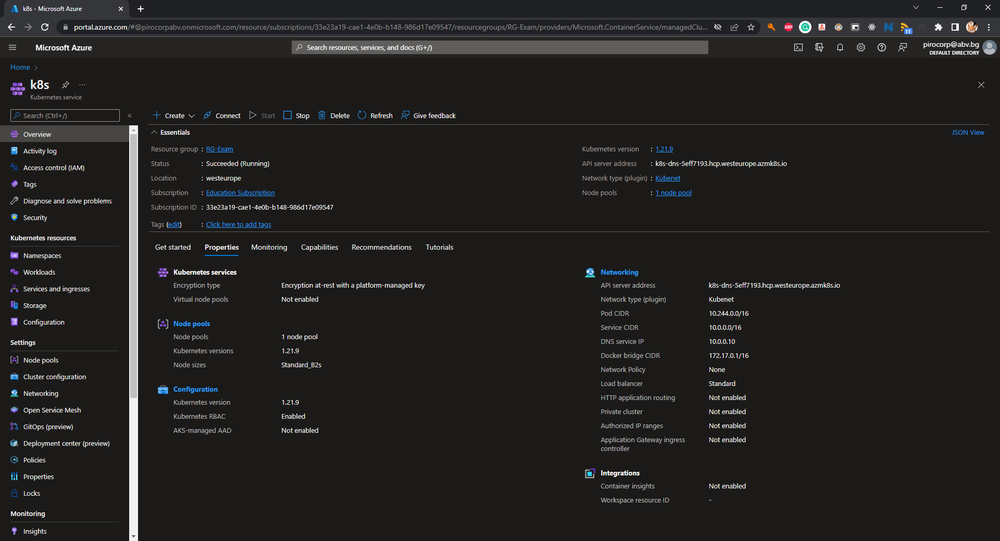 k8s - Microsoft Azure
portal.azure.com/#@pirocorpabv.onmicrosoft.com/resource/subscriptions/33e23a19-cae1-4e0b-b148-986d17e09547/resourcegroups/RG-Exam/providers/Microsoft.ContainerService/managedClu...
ABP
11
Microsoft Azure
Search resources, services, and docs (G+/)
pirocorp@abv.bg
DEFAULT DIRECTORY
Home
k8s
Kubernetes service
Search (Ctrl+/)
Create
Connect
Start
Stop
Delete
Refresh
Give feedback
Overview
Activity log
Access control (IAM)
Tags
Diagnose and solve problems
Security
Kubernetes resources
Namespaces
Workloads
Services and ingresses
Storage
Configuration
Settings
Node pools
Cluster configuration
Networking
Open Service Mesh
GitOps (preview)
Deployment center (preview)
Policies
Properties
Locks
Monitoring
Insights
Essentials
JSON View
Resource group : RG-Exam
Status : Succeeded (Running)
Location : westeurope
Subscription : Education Subscription
Subscription ID : 33e23a19-cae1-4e0b-b148-986d17e09547
Tags (edit) : Click here to add tags
Kubernetes version : 1.21.9
API server address : k8s-dns-5eff7193.hcp.westeurope.azmk8s.io
Network type (plugin) : Kubenet
Node pools : 1 node pool
Get started
Properties
Monitoring
Capabilities
Recommendations
Tutorials
Kubernetes services
Encryption type Encryption at-rest with a platform-managed key
Virtual node pools Not enabled
Node pools
Node pools 1 node pool
Kubernetes versions 1.21.9
Node sizes Standard_B2s
Configuration
Kubernetes version 1.21.9
Kubernetes RBAC Enabled
AKS-managed AAD Not enabled
Networking
API server address k8s-dns-5eff7193.hcp.westeurope.azmk8s.io
Network type (plugin) Kubenet
Pod CIDR 10.244.0.0/16
Service CIDR 10.0.0.0/16
DNS service IP 10.0.0.10
Docker bridge CIDR 172.17.0.1/16
Network Policy None
Load balancer Standard
HTTP application routing Not enabled
Private cluster Not enabled
Authorized IP ranges Not enabled
Application Gateway ingress Not enabled
controller
Integrations
Container insights Not enabled
Workspace resource ID -